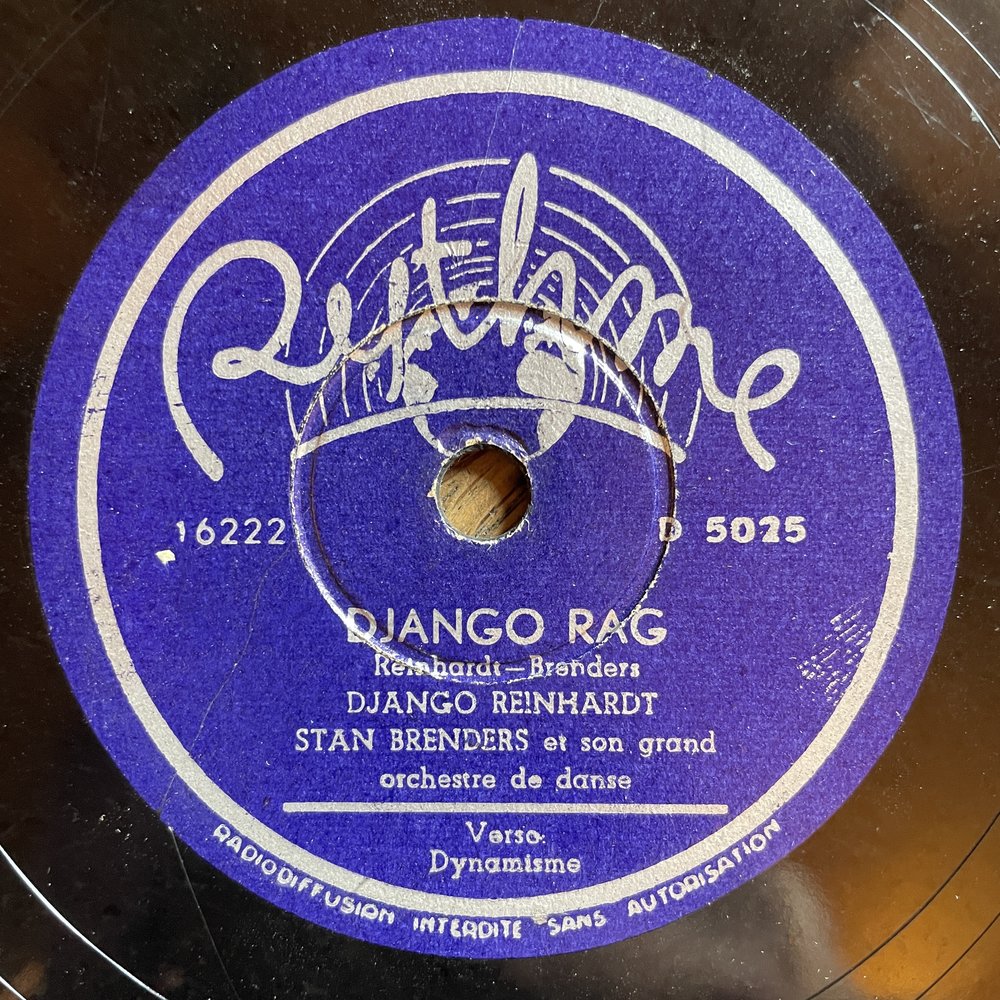 Rythme
16222
D 5025
DJANGO RAG
Reinhardt-Brenders
DJANGO REINHARDT
STAN BRENDERS et son grand
orchestre de danse
Verso:
Dynamisme
RADIODIFFUSION INTERDITE SANS AUTORISATION